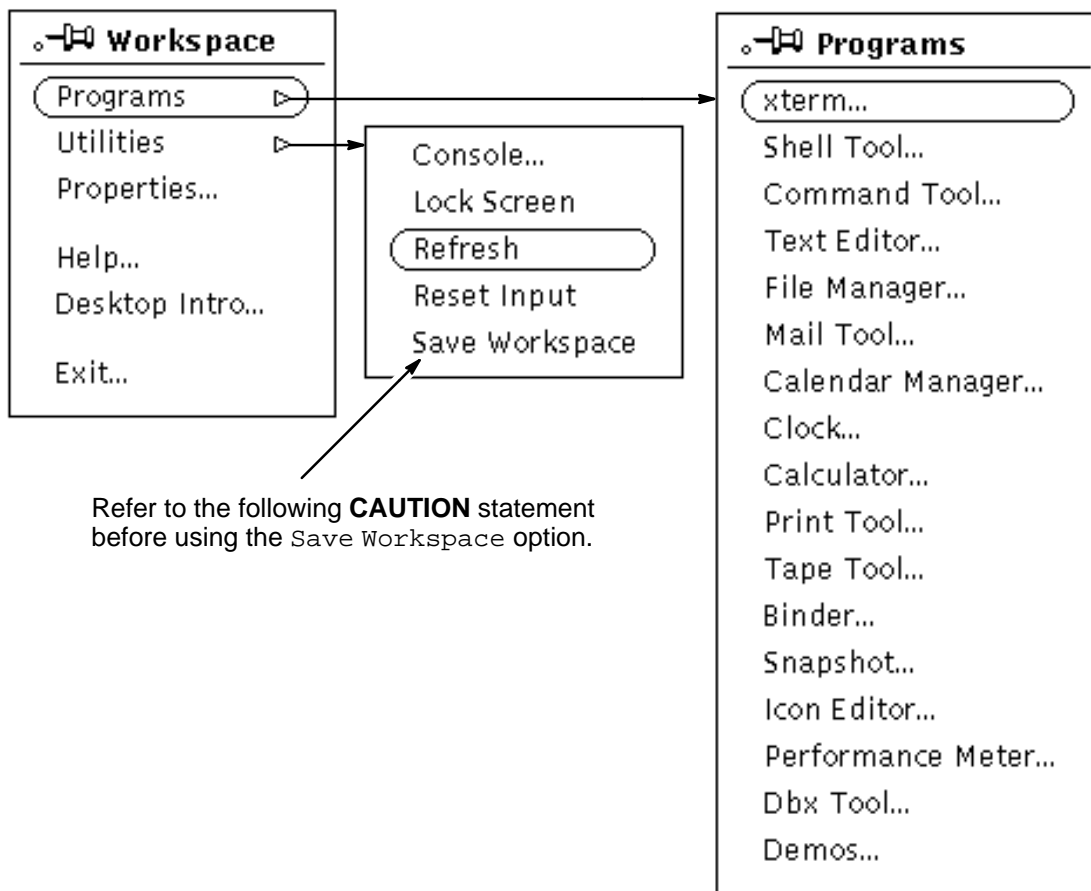 Workspace
Programs
Utilities
Properties...
Help...
Desktop Intro...
Exit...
Console...
Lock Screen
Refresh
Reset Input
Save Workspace
Refer to the following CAUTION statement
before using the Save Workspace option.
Programs
xterm...
Shell Tool...
Command Tool...
Text Editor...
File Manager...
Mail Tool...
Calendar Manager...
Clock...
Calculator...
Print Tool...
Tape Tool...
Binder...
Snapshot...
Icon Editor...
Performance Meter...
Dbx Tool...
Demos...